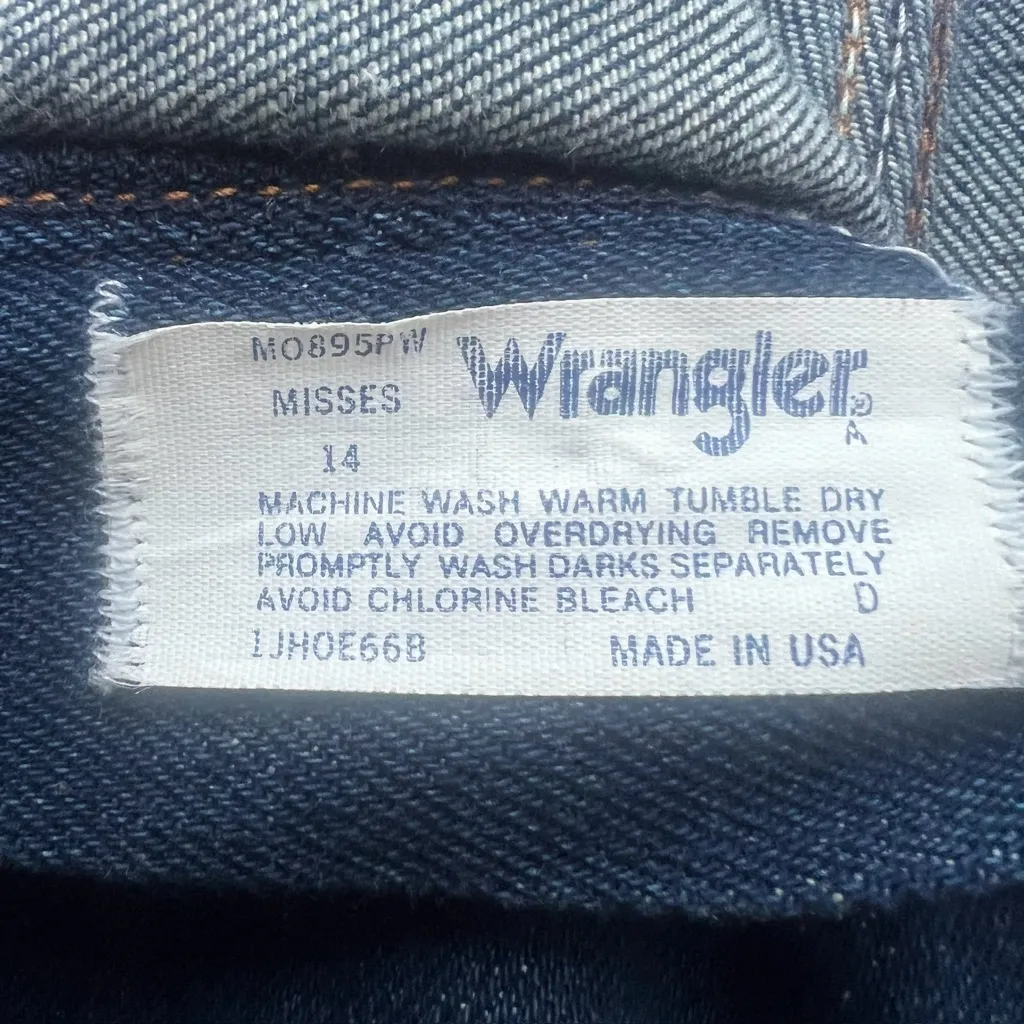 MO895PW
Wrangler®
A
MISSES
14
MACHINE WASH WARM TUMBLE DRY
LOW AVOID OVERDRYING REMOVE
PROMPTLY WASH DARKS SEPARATELY
AVOID CHLORINE BLEACH D
1JHOE66B MADE IN USA